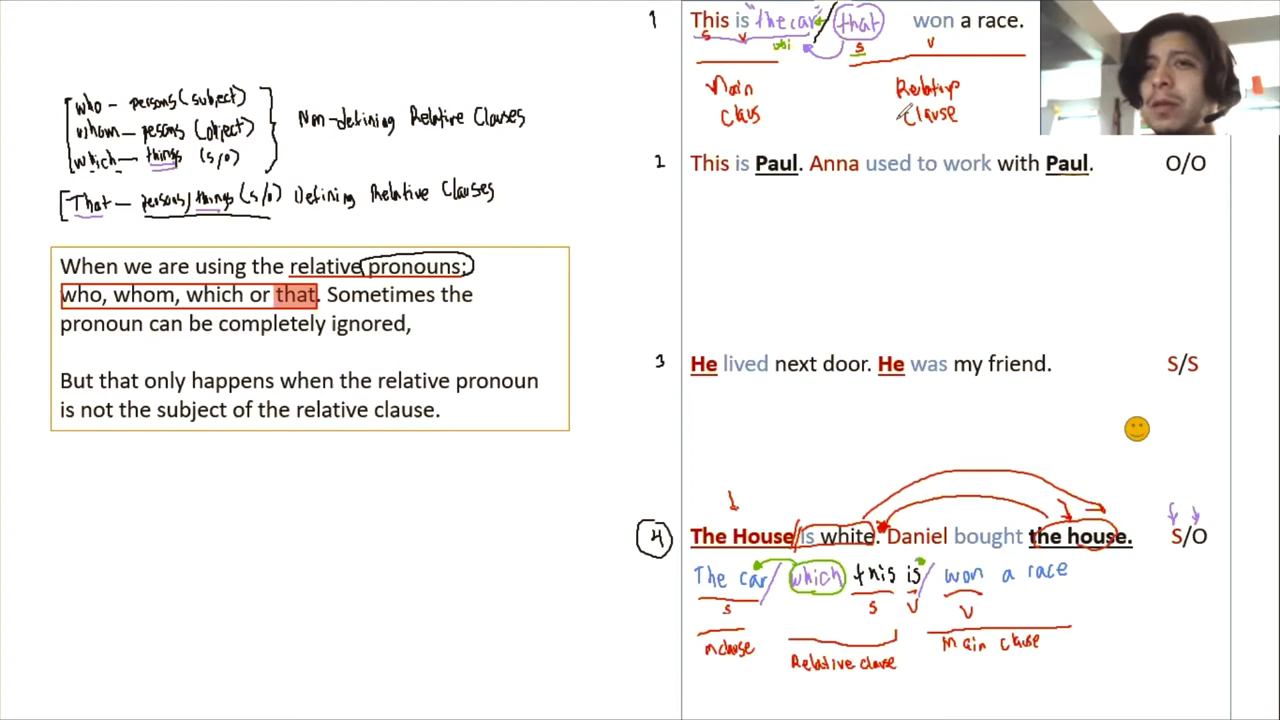 who – persons (subject)
whom – pesons (object)
which – things (s/o)
Non-defining Relative Clauses
That – persons/things (s/o) Defining Relative Clauses
When we are using the relative pronouns;
who, whom, which or that. Sometimes the
pronoun can be completely ignored,
But that only happens when the relative pronoun
is not the subject of the relative clause.
1 This is "the car" / that won a race.
s v obj s v
Main Relative
Claus Clause
2 This is Paul. Anna used to work with Paul. O/O
3 He lived next door. He was my friend. S/S
4 The House is white. Daniel bought the house. S/O
The car / which this is / won a race
s s v v
Relative clause Main clause